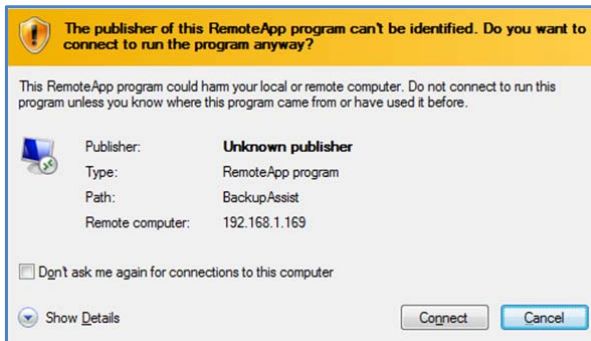 The publisher of this RemoteApp program can't be identified. Do you want to
connect to run the program anyway?
This RemoteApp program could harm your local or remote computer. Do not connect to run this
program unless you know where this program came from or have used it before.
Publisher: Unknown publisher
Type: RemoteApp program
Path: BackupAssist
Remote computer: 192.168.1.169
Don't ask me again for connections to this computer
Show Details Connect Cancel